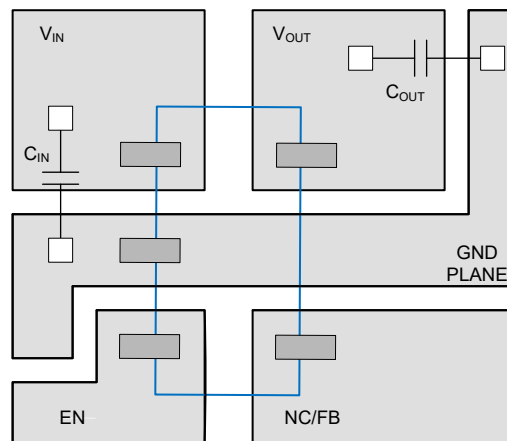 VIN
VOUT
COUT
CIN
GND
PLANE
EN
NC/FB